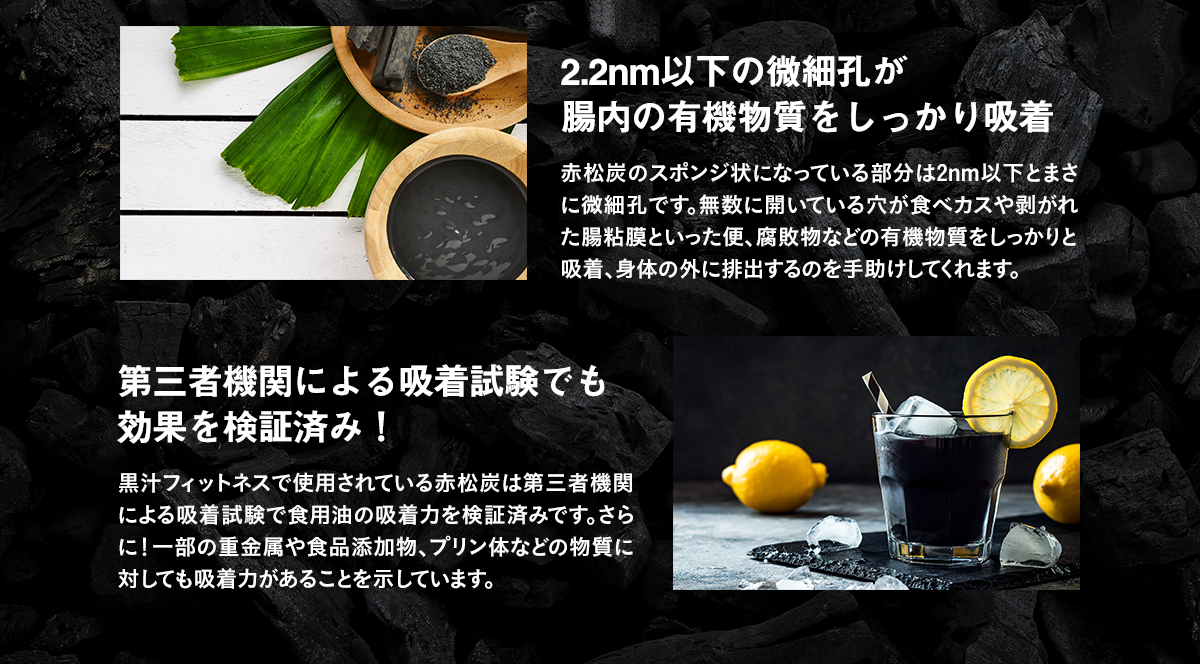 2.2nm以下の微細孔が
腸内の有機物質をしっかり吸着
赤松炭のスポンジ状になっている部分は2nm以下とまさ
に微細孔です。無数に開いている穴が食べカスや剥がれ
た腸粘膜といった便、腐敗物などの有機物質をしっかりと
吸着、身体の外に排出するのを手助けしてくれます。
第三者機関による吸着試験でも
効果を検証済み！
黒汁フィットネスで使用されている赤松炭は第三者機関
による吸着試験で食用油の吸着力を検証済みです。さら
に！一部の重金属や食品添加物、プリン体などの物質に
対しても吸着力があることを示しています。